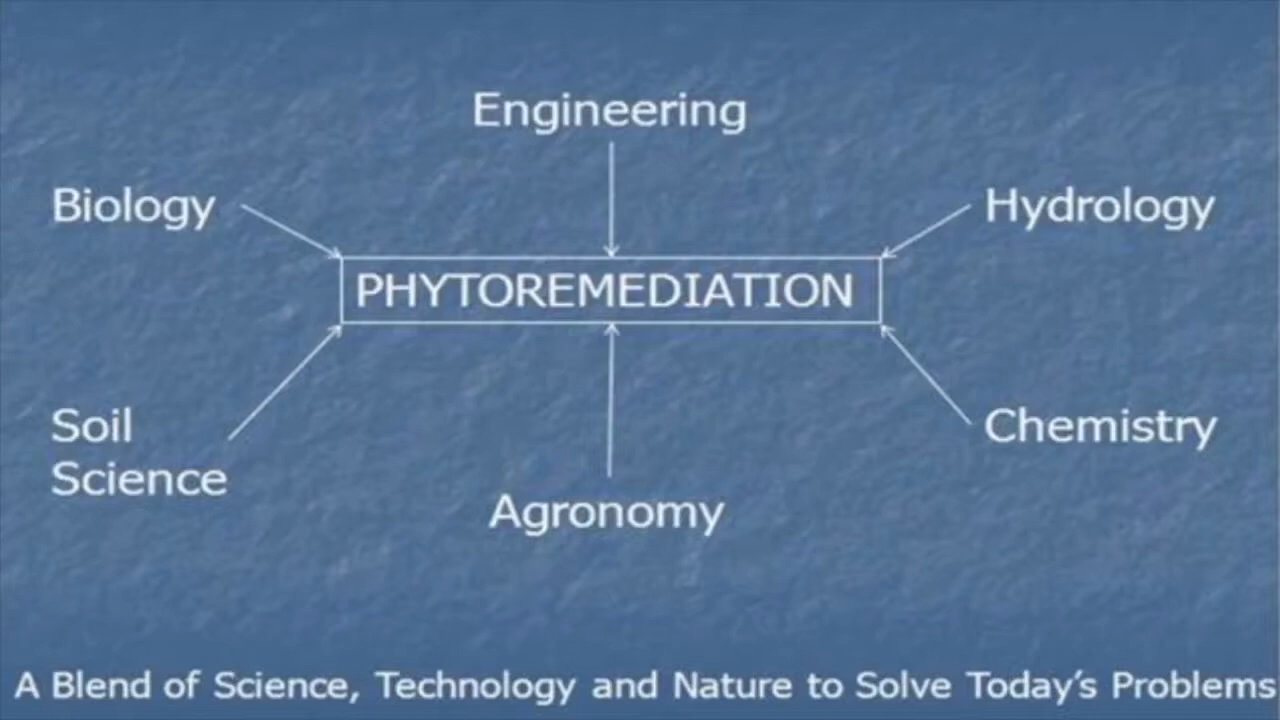 Engineering
Biology
Hydrology
PHYTOREMEDIATION
Soil
Science
Chemistry
Agronomy
A Blend of Science, Technology and Nature to Solve Today's Problems